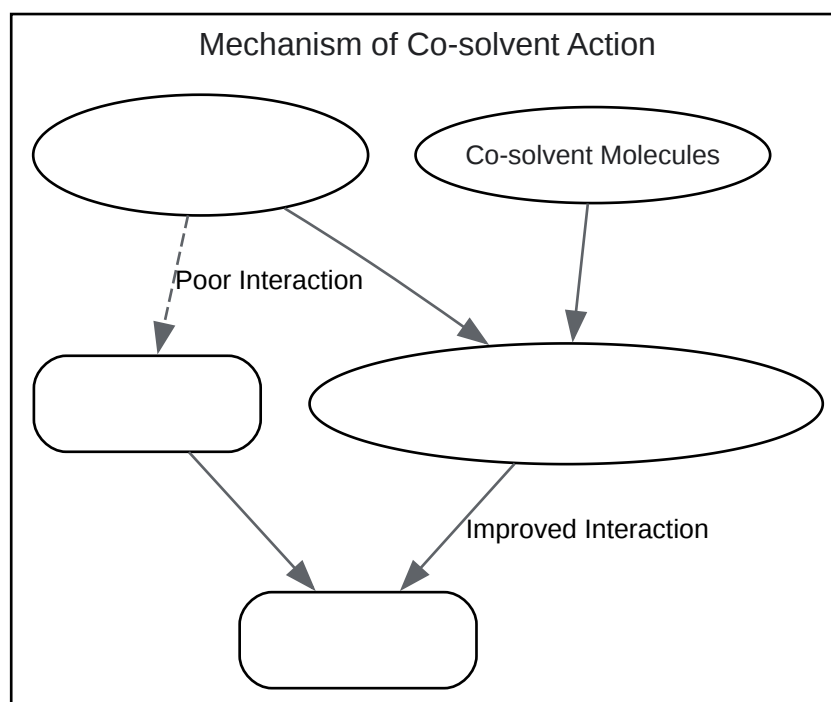 Mechanism of Co-solvent Action
Co-solvent Molecules
Poor Interaction
Improved Interaction